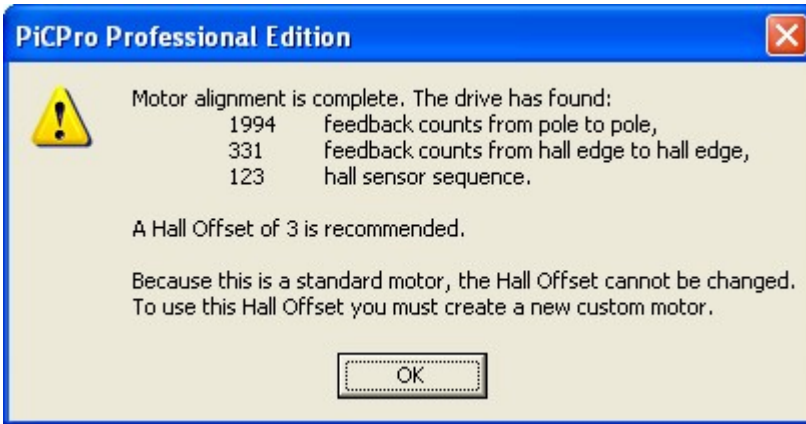 PiCPro Professional Edition
Motor alignment is complete. The drive has found:
1994 feedback counts from pole to pole,
331 feedback counts from hall edge to hall edge,
123 hall sensor sequence.
A Hall Offset of 3 is recommended.
Because this is a standard motor, the Hall Offset cannot be changed.
To use this Hall Offset you must create a new custom motor.
OK